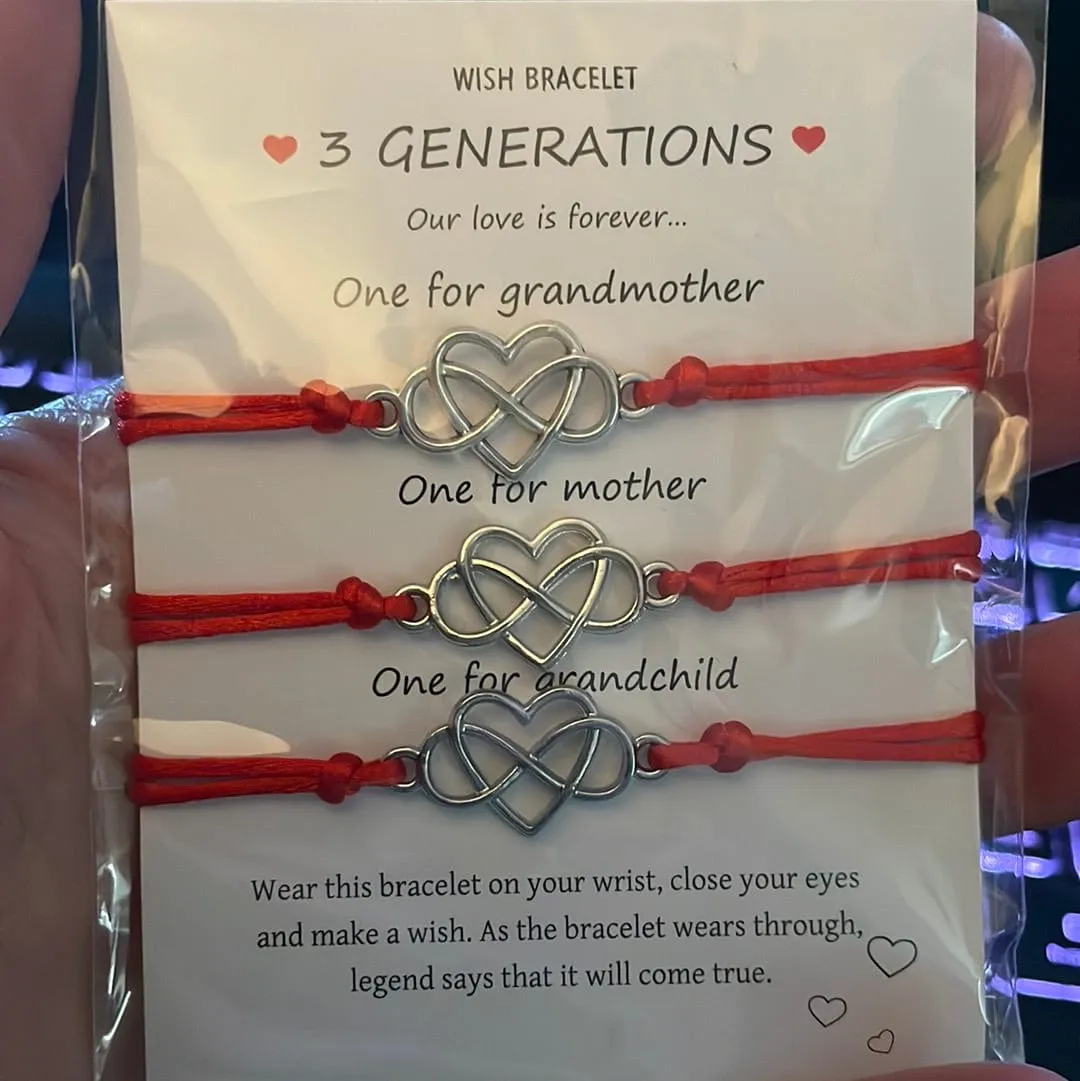 WISH BRACELET
3 GENERATIONS
Our love is forever...
One for grandmother
One for mother
One for grandchild
Wear this bracelet on your wrist, close your eyes
and make a wish. As the bracelet wears through,
legend says that it will come true.